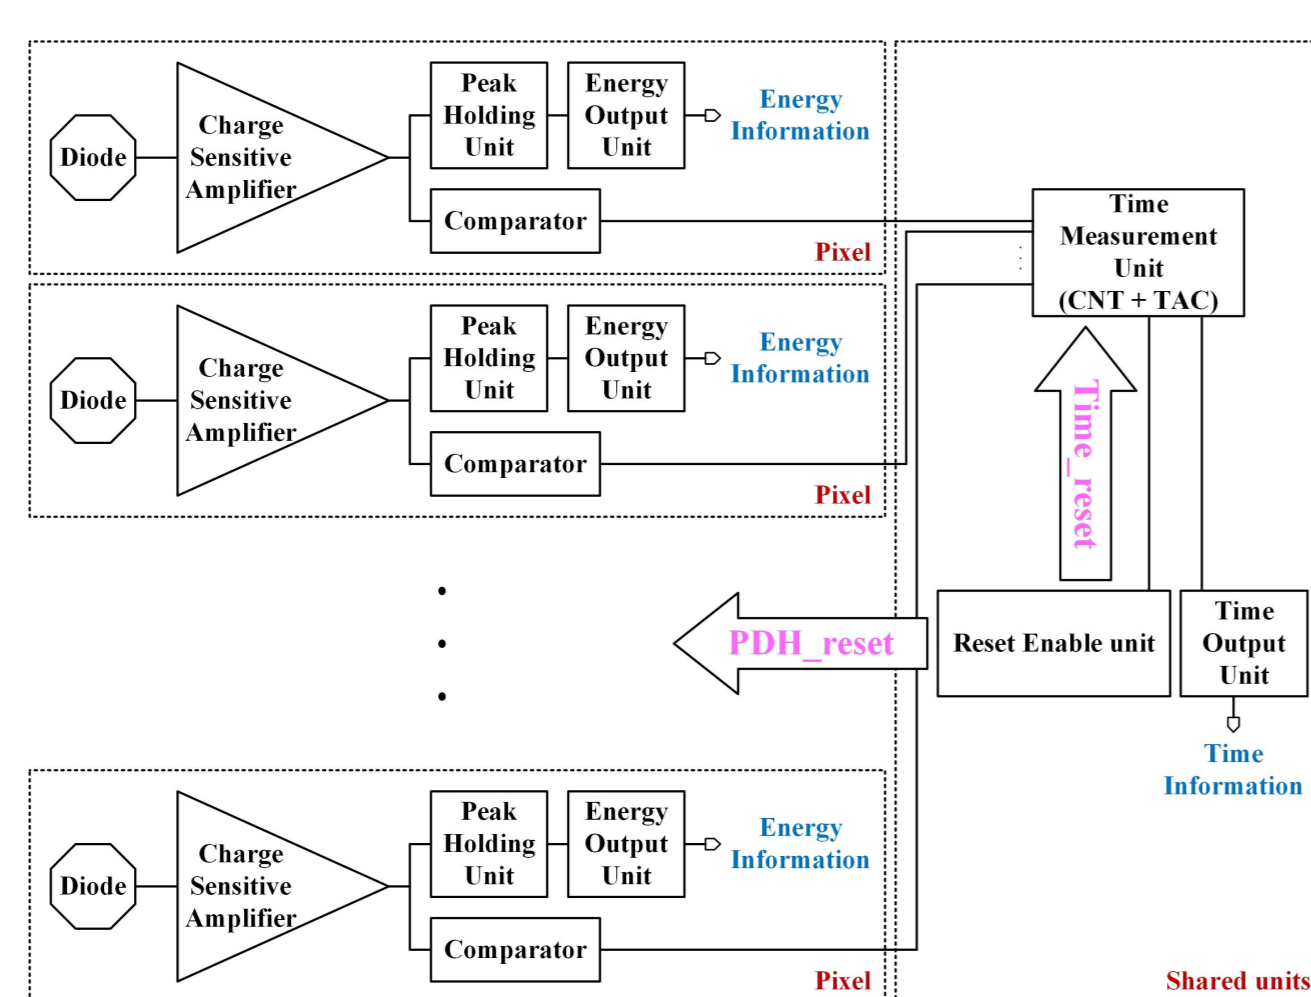 Diode
Charge
Sensitive
Amplifier
Peak
Holding
Unit
Energy
Output
Unit
Energy
Information
Comparator
Pixel
Time
Measurement
Unit
(CNT + TAC)
Diode
Charge
Sensitive
Amplifier
Peak
Holding
Unit
Energy
Output
Unit
Energy
Information
Comparator
Pixel
Time_reset
PDH_reset
Reset Enable unit
Time
Output
Unit
Time
Information
Diode
Charge
Sensitive
Amplifier
Peak
Holding
Unit
Energy
Output
Unit
Energy
Information
Comparator
Pixel
Shared units